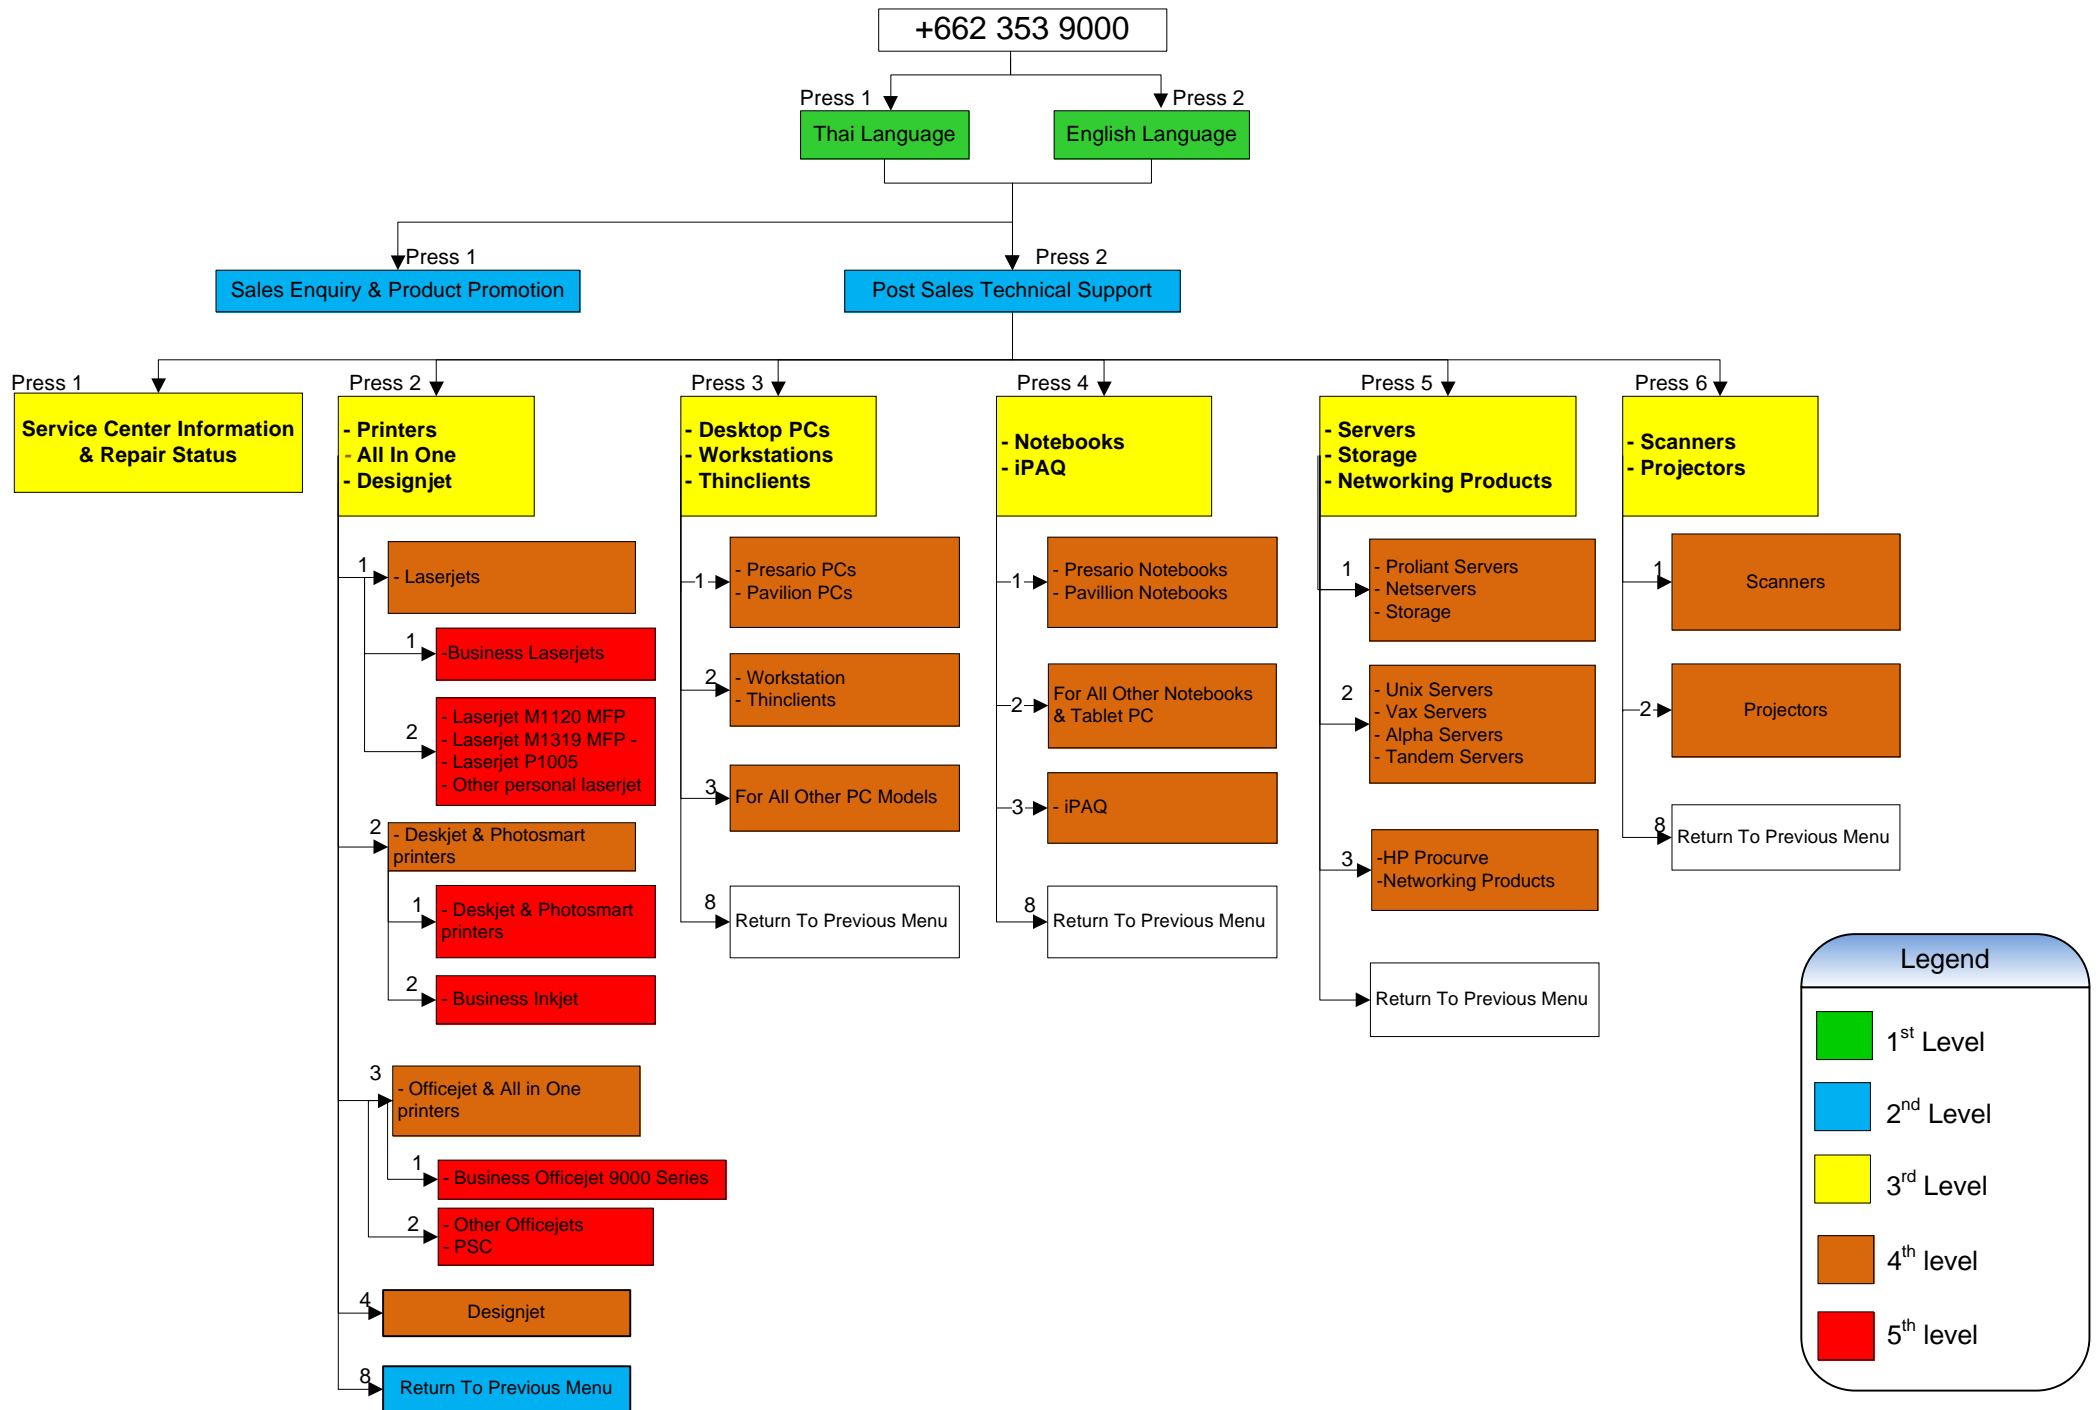 +662 353 9000
Press 1
Press 2
Thai Language
English Language
Press 1
Press 2
Sales Enquiry & Product Promotion
Post Sales Technical Support
Press 1
Press 2
Press 3
Press 4
Press 5
Press 6
Service Center Information
& Repair Status
- Printers
- All In One
- Designjet
- Desktop PCs
- Workstations
- Thinclients
- Notebooks
- iPAQ
- Servers
- Storage
- Networking Products
- Scanners
- Projectors
1
- Laserjets
1
-Business Laserjets
2
- Laserjet M1120 MFP
- Laserjet M1319 MFP -
- Laserjet P1005
- Other personal laserjet
2
- Deskjet & Photosmart
printers
1
- Deskjet & Photosmart
printers
2
- Business Inkjet
3
- Officejet & All in One
printers
1
- Business Officejet 9000 Series
2
- Other Officejets
- PSC
4
Designjet
8
Return To Previous Menu
1
- Presario PCs
- Pavilion PCs
2
- Workstation
- Thinclients
3
For All Other PC Models
8
Return To Previous Menu
1
- Presario Notebooks
- Pavillion Notebooks
2
For All Other Notebooks
& Tablet PC
3
- iPAQ
8
Return To Previous Menu
1
- Proliant Servers
- Netservers
- Storage
2
- Unix Servers
- Vax Servers
- Alpha Servers
- Tandem Servers
3
-HP Procurve
-Networking Products
Return To Previous Menu
1
Scanners
2
Projectors
8
Return To Previous Menu
Legend
1st Level
2nd Level
3rd Level
4th level
5th level